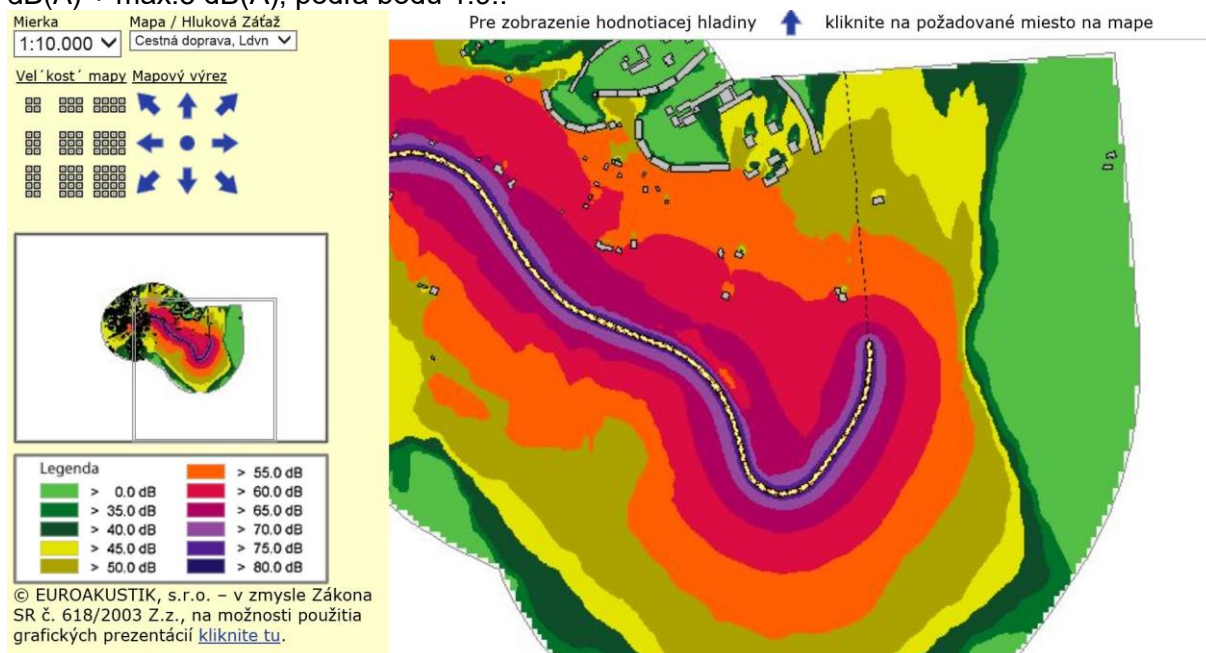 Mierka Mapa / Hluková Záťaž
1:10.000 Cestná doprava, Ldvn
Vel´kost´ mapy Mapový výrez
Pre zobrazenie hodnotiacej hladiny kliknite na požadované miesto na mape
Legenda
> 0.0 dB
> 35.0 dB
> 40.0 dB
> 45.0 dB
> 50.0 dB
> 55.0 dB
> 60.0 dB
> 65.0 dB
> 70.0 dB
> 75.0 dB
> 80.0 dB
© EUROAKUSTIK, s.r.o. – v zmysle Zákona
SR č. 618/2003 Z.z., na možnosti použitia
grafických prezentácií kliknite tu.